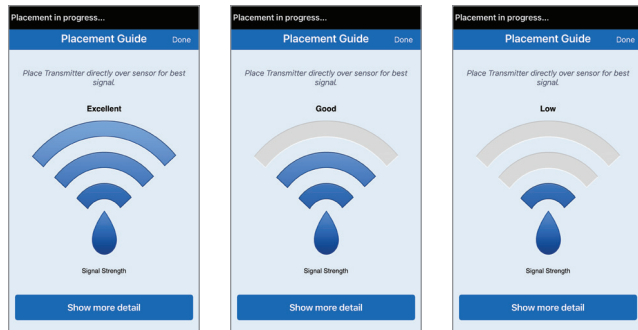 Placement in progress...
Placement Guide Done
Place Transmitter directly over sensor for best
signal.
Excellent
Signal Strength
Show more detail
Placement in progress...
Placement Guide Done
Place Transmitter directly over sensor for best
signal.
Good
Signal Strength
Show more detail
Placement in progress...
Placement Guide Done
Place Transmitter directly over sensor for best
signal.
Low
Signal Strength
Show more detail